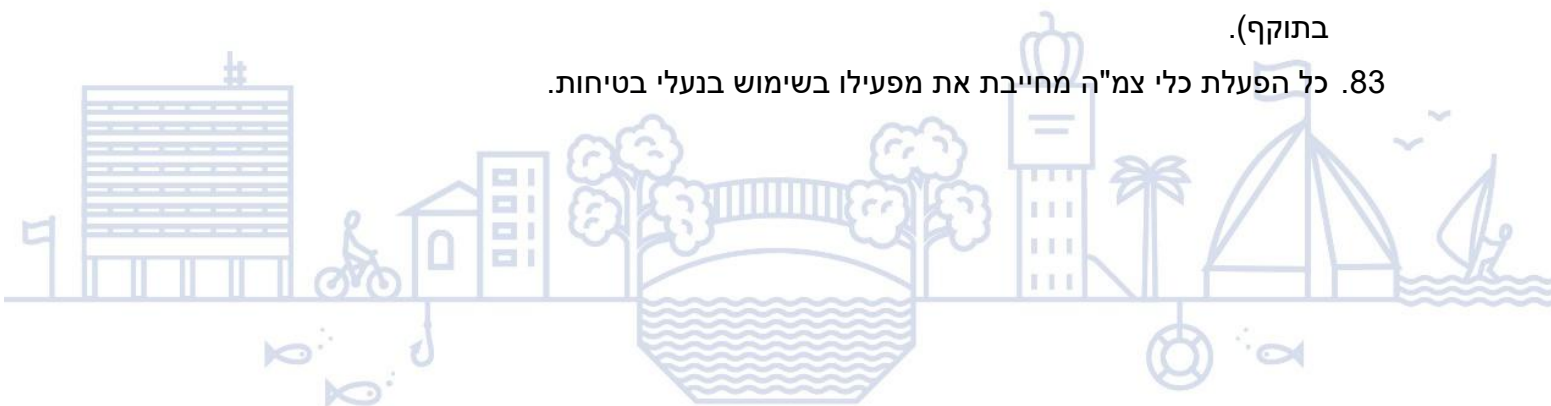 בתוקף).
83. כל הפעלת כלי צמ"ה מחייבת את מפעילו בשימוש בנעלי בטיחות.